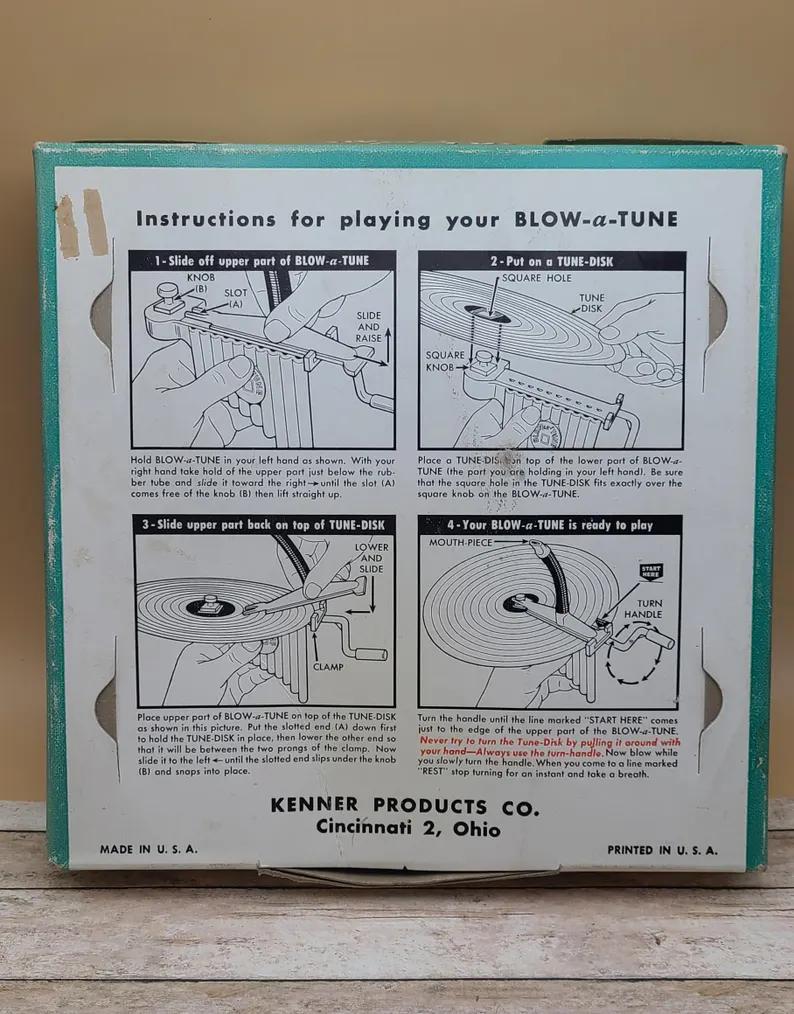 Instructions for playing your BLOW-a-TUNE
1-Slide off upper part of BLOW-a-TUNE
KNOB
(B)
SLOT
(A)
SLIDE
AND
RAISE
Hold BLOW-a-TUNE in your left hand as shown. With your
right hand take hold of the upper part just below the rub-
ber tube and slide it toward the right→until the slot (A)
comes free of the knob (B) then lift straight up.
2-Put on a TUNE-DISK
SQUARE HOLE
TUNE
DISK
SQUARE
KNOB
Place a TUNE-DISK on top of the lower part of BLOW-a-
TUNE (the part you are holding in your left hand). Be sure
that the square hole in the TUNE-DISK fits exactly over the
square knob on the BLOW-a-TUNE.
3-Slide upper part back on top of TUNE-DISK
LOWER
AND
SLIDE
CLAMP
Place upper part of BLOW-a-TUNE on top of the TUNE-DISK
as shown in this picture. Put the slotted end (A) down first
to hold the TUNE-DISK in place, then lower the other end so
that it will be between the two prongs of the clamp. Now
slide it to the left←until the slotted end slips under the knob
(B) and snaps into place.
4-Your BLOW-a-TUNE is ready to play
MOUTH-PIECE
START
HERE
TURN
HANDLE
Turn the handle until the line marked "START HERE" comes
just to the edge of the upper part of the BLOW-a-TUNE.
Never try to turn the Tune-Disk by pulling it around with
your hand—Always use the turn-handle. Now blow while
you slowly turn the handle. When you come to a line marked
"REST" stop turning for an instant and take a breath.
KENNER PRODUCTS CO.
Cincinnati 2, Ohio
MADE IN U. S. A.
PRINTED IN U. S. A.